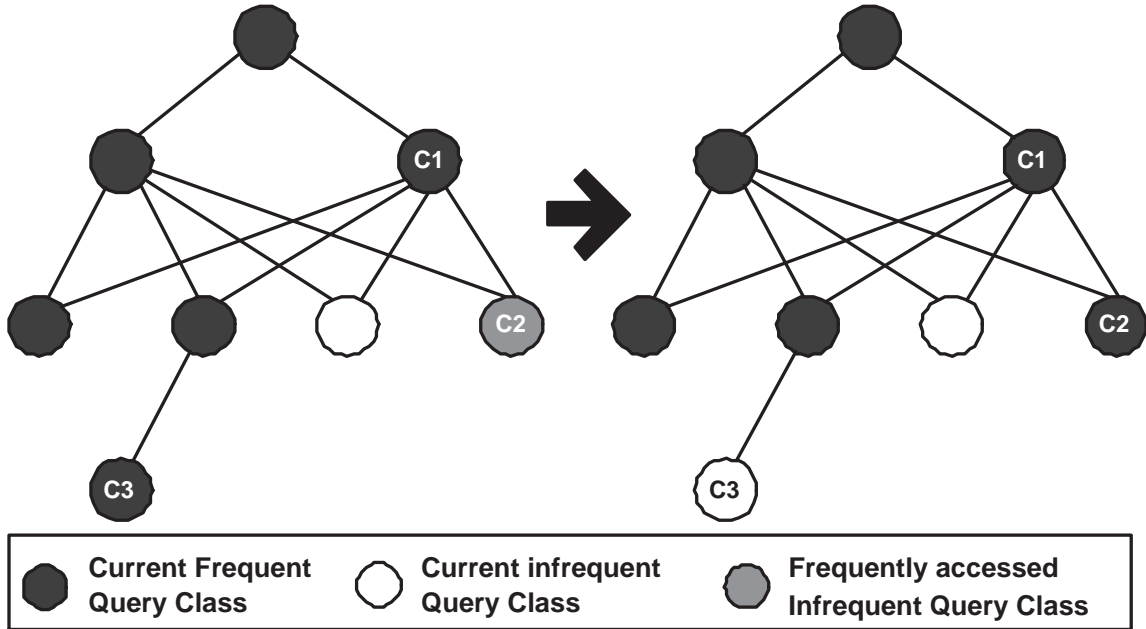 C1
C1
C2
C2
C3
C3
Current Frequent
Query Class
Current infrequent
Query Class
Frequently accessed
Infrequent Query Class